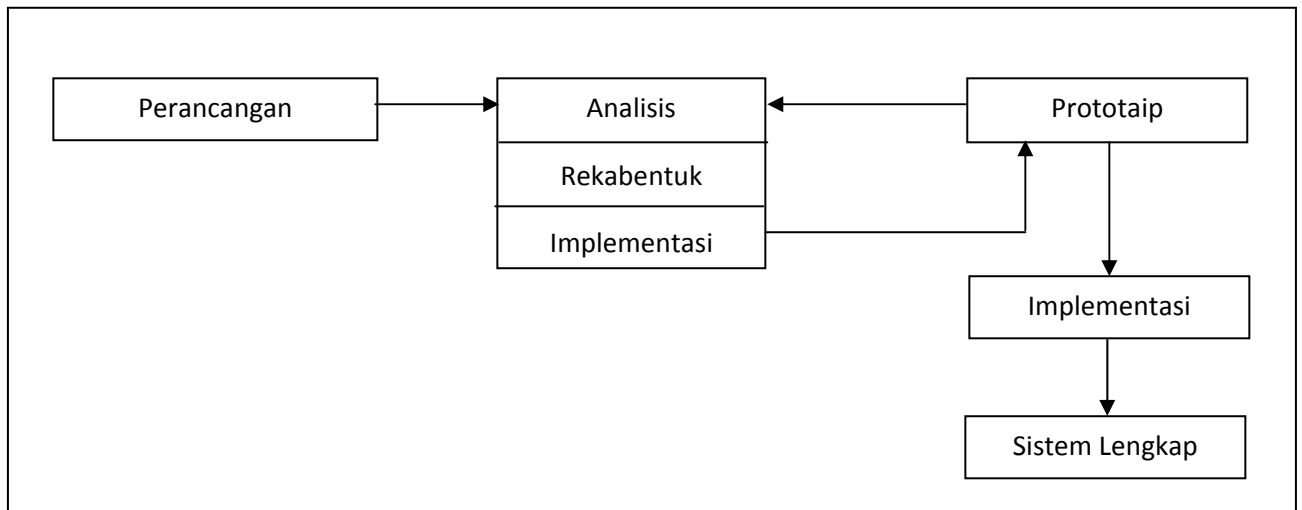 Perancangan
Analisis
Prototaip
Rekabentuk
Implementasi
Implementasi
Sistem Lengkap